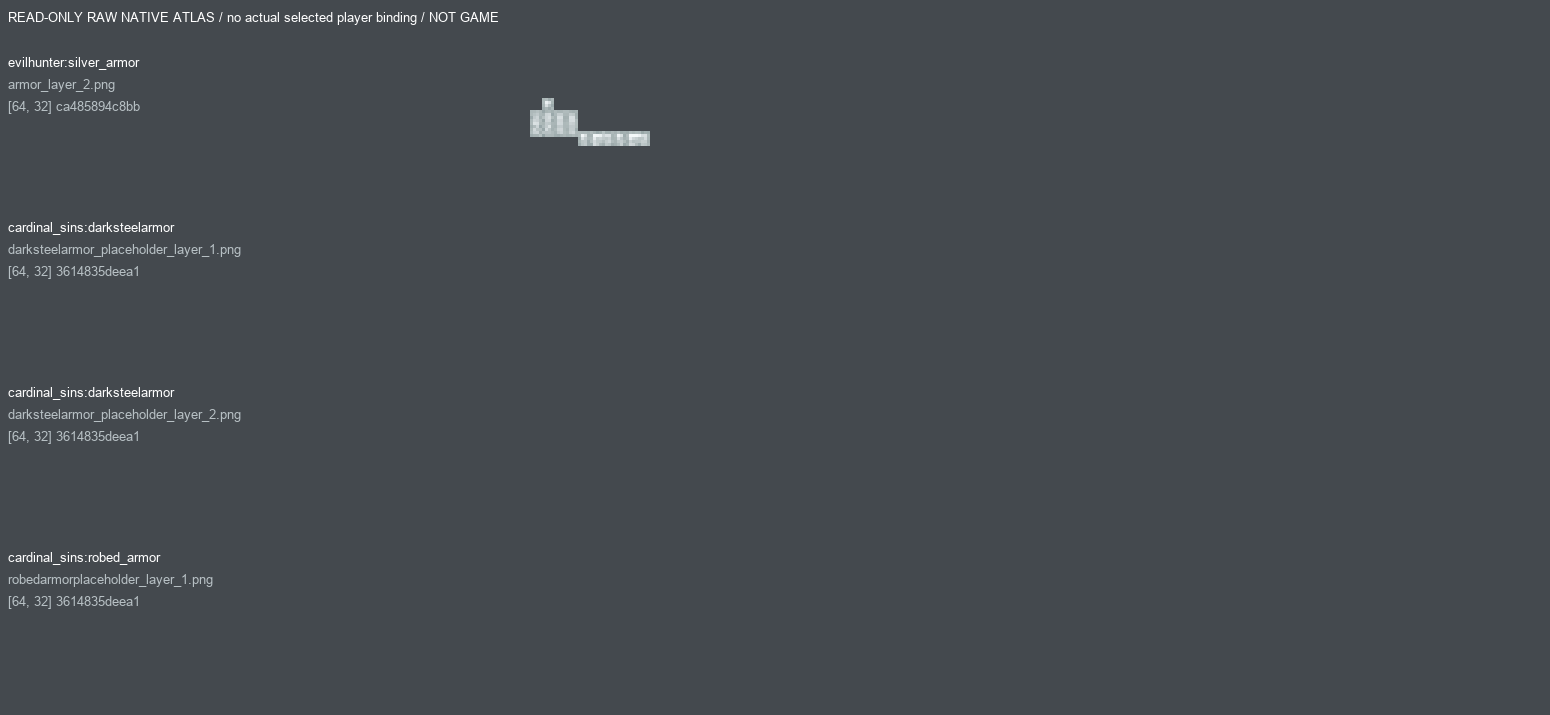 READ-ONLY RAW NATIVE ATLAS / no actual selected player binding / NOT GAME
evilhunter:silver_armor
armor_layer_2.png
[64, 32] ca485894c8bb
cardinal_sins:darksteelarmor
darksteelarmor_placeholder_layer_1.png
[64, 32] 3614835deea1
cardinal_sins:darksteelarmor
darksteelarmor_placeholder_layer_2.png
[64, 32] 3614835deea1
cardinal_sins:robed_armor
robedarmorplaceholder_layer_1.png
[64, 32] 3614835deea1